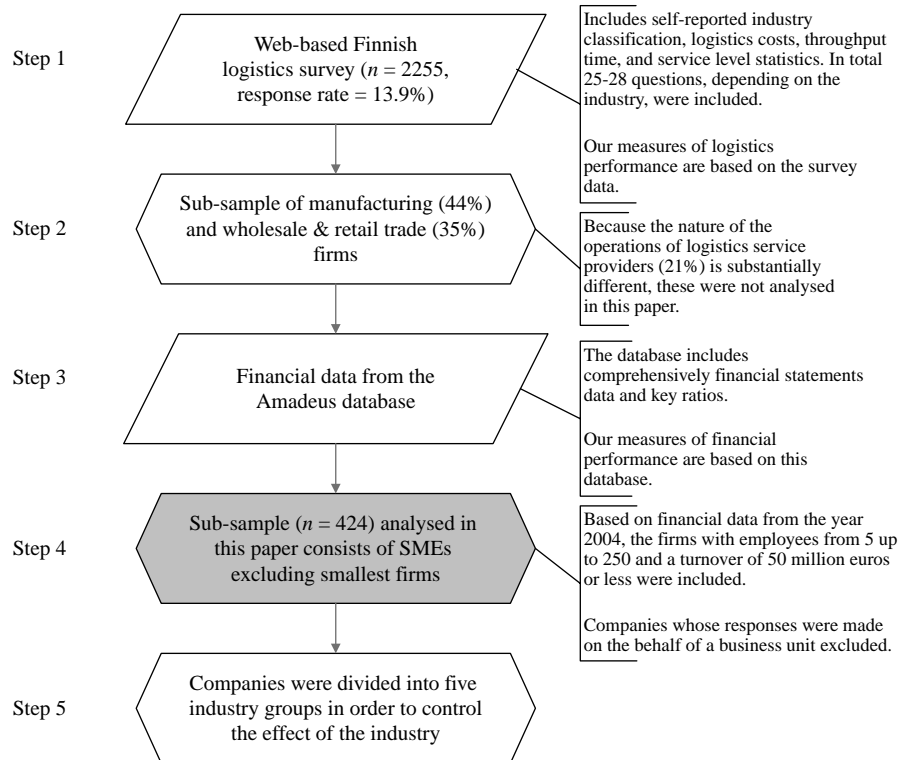 Step 1
Web-based Finnish
logistics survey (n = 2255,
response rate = 13.9%)
Includes self-reported industry
classification, logistics costs, throughput
time, and service level statistics. In total
25-28 questions, depending on the
industry, were included.
Our measures of logistics
performance are based on the survey
data.
Step 2
Sub-sample of manufacturing (44%)
and wholesale & retail trade (35%)
firms
Because the nature of the
operations of logistics service
providers (21%) is substantially
different, these were not analysed
in this paper.
Step 3
Financial data from the
Amadeus database
The database includes
comprehensively financial statements
data and key ratios.
Our measures of financial
performance are based on this
database.
Step 4
Sub-sample (n = 424) analysed in
this paper consists of SMEs
excluding smallest firms
Based on financial data from the year
2004, the firms with employees from 5 up
to 250 and a turnover of 50 million euros
or less were included.
Companies whose responses were made
on the behalf of a business unit excluded.
Step 5
Companies were divided into five
industry groups in order to control
the effect of the industry